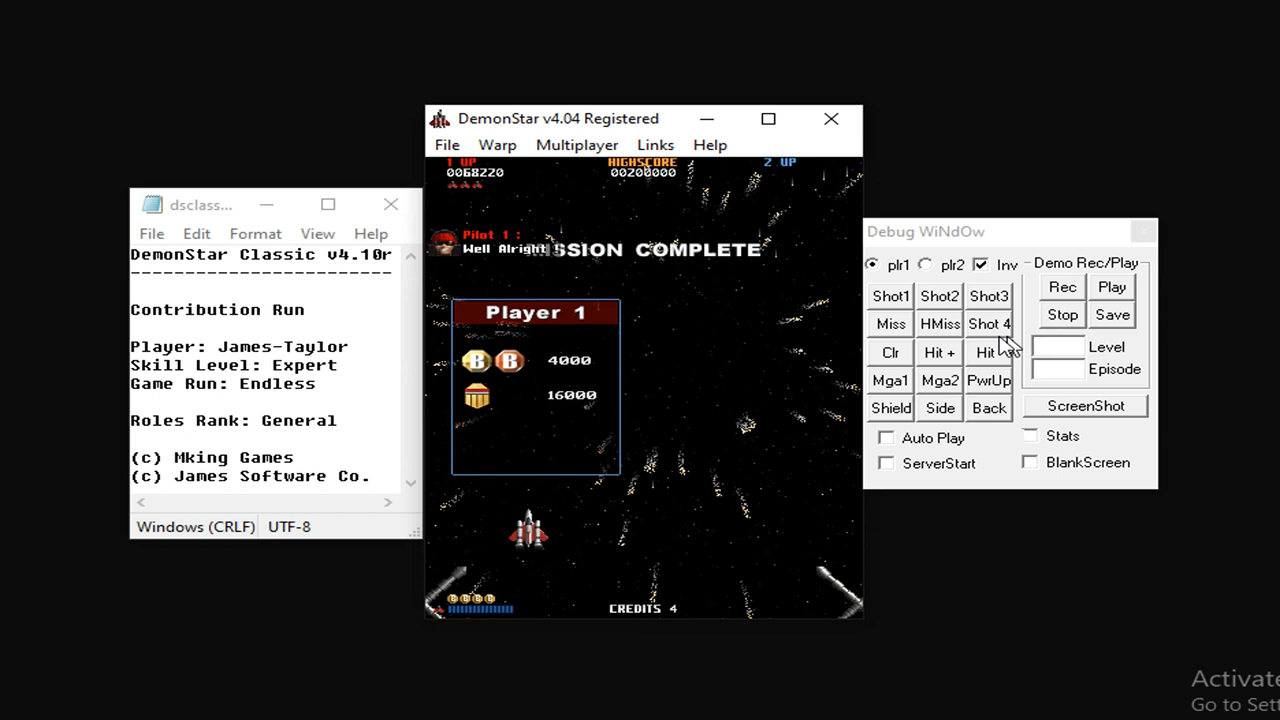 dsclass...
File Edit Format View Help
DemonStar Classic v4.10r
------------------------
Contribution Run
Player: James-Taylor
Skill Level: Expert
Game Run: Endless
Roles Rank: General
(c) Mking Games
(c) James Software Co.
Windows (CRLF) UTF-8
DemonStar v4.04 Registered
File Warp Multiplayer Links Help
1 UP HIGHSCORE 2 UP
0068220 00200000
Pilot 1 :
Well Alright !
SSION COMPLETE
Player 1
B B 4000
16000
CREDITS 4
Debug WiNdOw
plr1 plr2 Inv
Shot1 Shot2 Shot3
Miss HMiss Shot 4
Clr Hit + Hit
Mga1 Mga2 PwrUp
Shield Side Back
Auto Play
ServerStart
Demo Rec/Play
Rec Play
Stop Save
Level
Episode
ScreenShot
Stats
BlankScreen
Activate
Go to Set